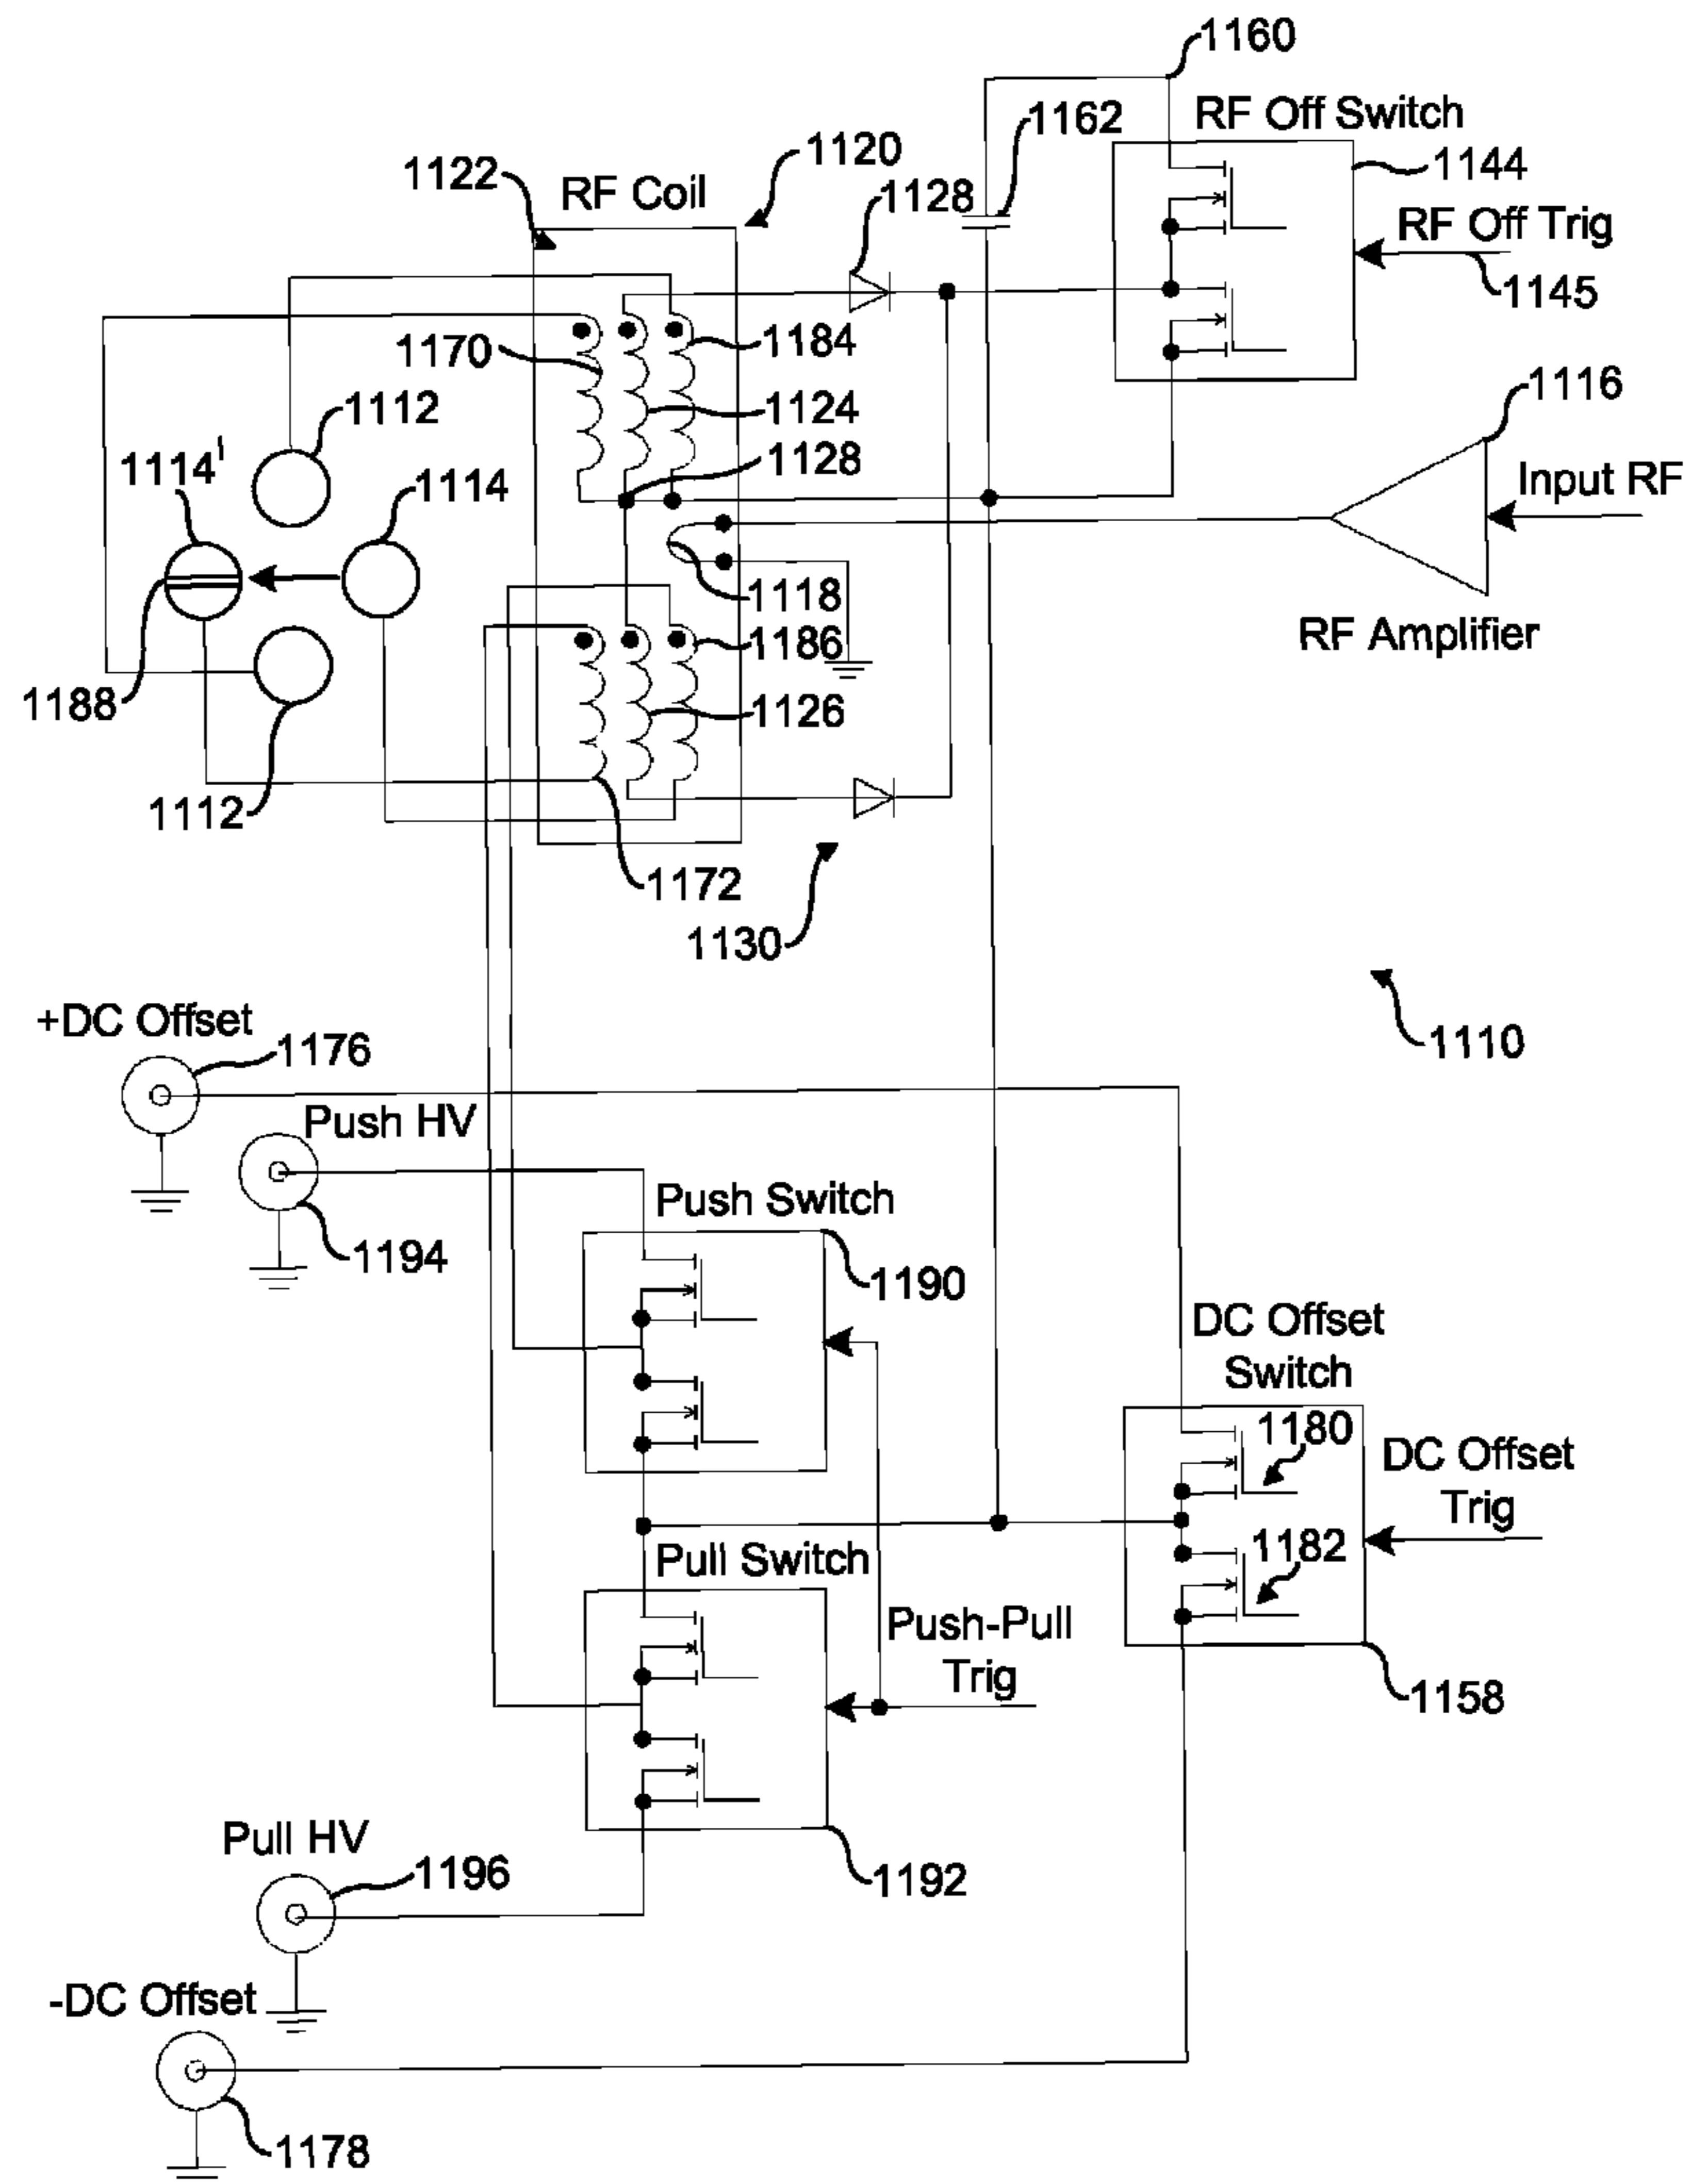 1160
RF Off Switch
1162
1120
1144
1122
RF Coil
1128
RF Off Trig
1145
1170
1184
1116
1112
1124
1114'
1128
1114
Input RF
1118
RF Amplifier
1186
1188
1126
1112
1172
1130
+DC Offset
1176
1110
Push HV
Push Switch
1194
1190
DC Offset
Switch
1180
DC Offset
Trig
1182
Pull Switch
Push-Pull
Trig
1158
Pull HV
1196
1192
-DC Offset
1178